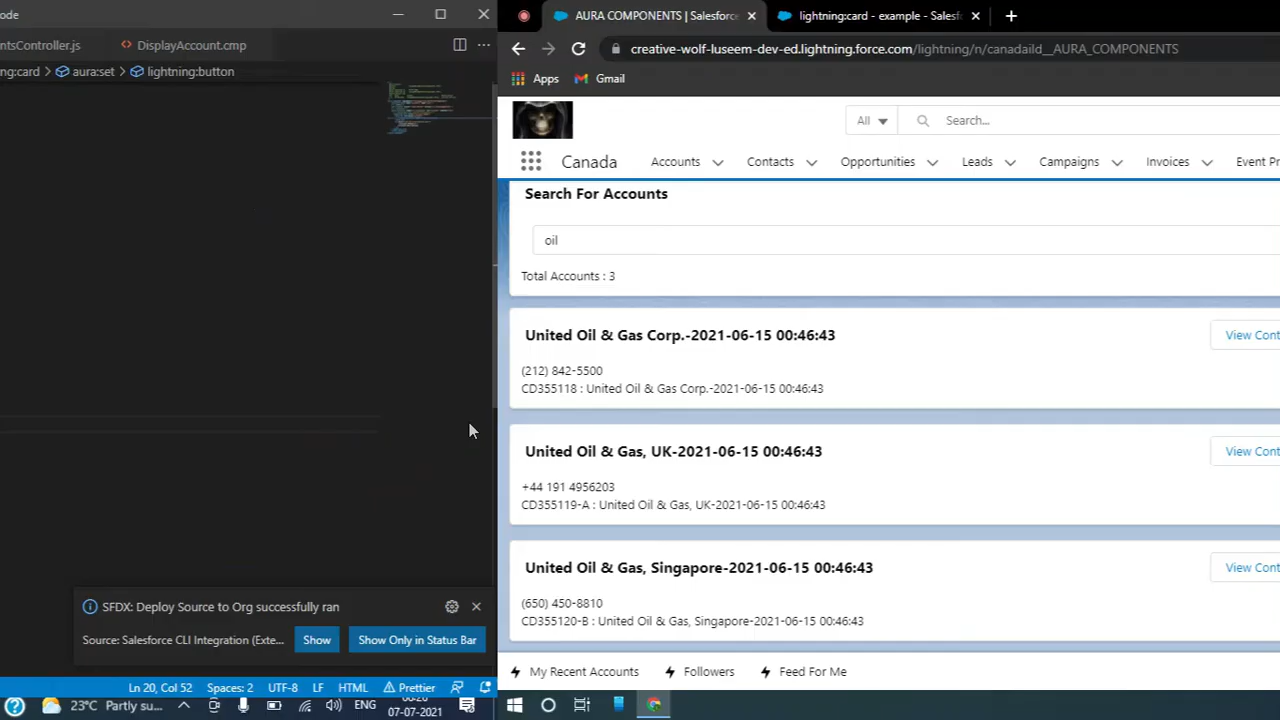 ode
ntsController.js
DisplayAccount.cmp
ng:card > aura:set > lightning:button
SFDX: Deploy Source to Org successfully ran
Source: Salesforce CLI Integration (Exte...
Show
Show Only in Status Bar
Ln 20, Col 52
Spaces: 2
UTF-8
LF
HTML
Prettier
23°C Partly su...
ENG
07-07-2021
AURA COMPONENTS | Salesforce
lightning:card - example - Salesf
creative-wolf-luseem-dev-ed.lightning.force.com/lightning/n/canadaild__AURA_COMPONENTS
Apps
Gmail
All
Search...
Canada
Accounts
Contacts
Opportunities
Leads
Campaigns
Invoices
Event Pr
Search For Accounts
oil
Total Accounts : 3
United Oil & Gas Corp.-2021-06-15 00:46:43
View Cont
(212) 842-5500
CD355118 : United Oil & Gas Corp.-2021-06-15 00:46:43
United Oil & Gas, UK-2021-06-15 00:46:43
View Cont
+44 191 4956203
CD355119-A : United Oil & Gas, UK-2021-06-15 00:46:43
United Oil & Gas, Singapore-2021-06-15 00:46:43
View Cont
(650) 450-8810
CD355120-B : United Oil & Gas, Singapore-2021-06-15 00:46:43
My Recent Accounts
Followers
Feed For Me